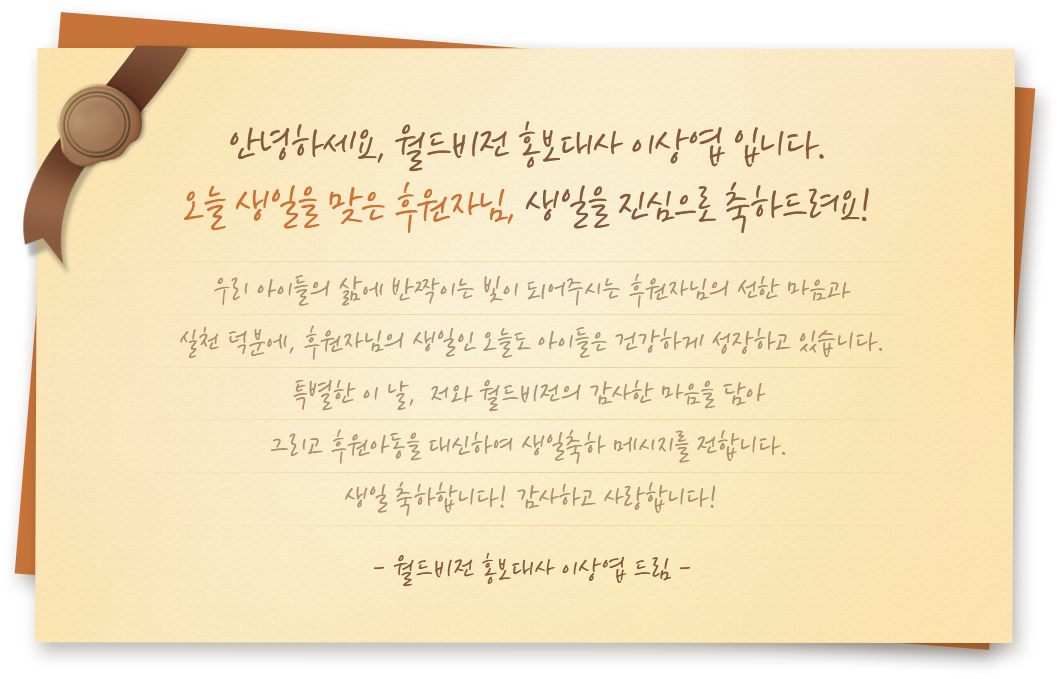 안녕하세요, 월드비전 홍보대사 이상엽 입니다.
오늘 생일을 맞은 후원자님, 생일을 진심으로 축하드려요!
우리 아이들의 삶에 반짝이는 빛이 되어주시는 후원자님의 선한 마음과
실천 덕분에, 후원자님의 생일인 오늘도 아이들은 건강하게 성장하고 있습니다.
특별한 이 날, 저와 월드비전의 감사한 마음을 담아
그리고 후원아동을 대신하여 생일축하 메시지를 전합니다.
생일 축하합니다! 감사하고 사랑합니다!
- 월드비전 홍보대사 이상엽 드림 -